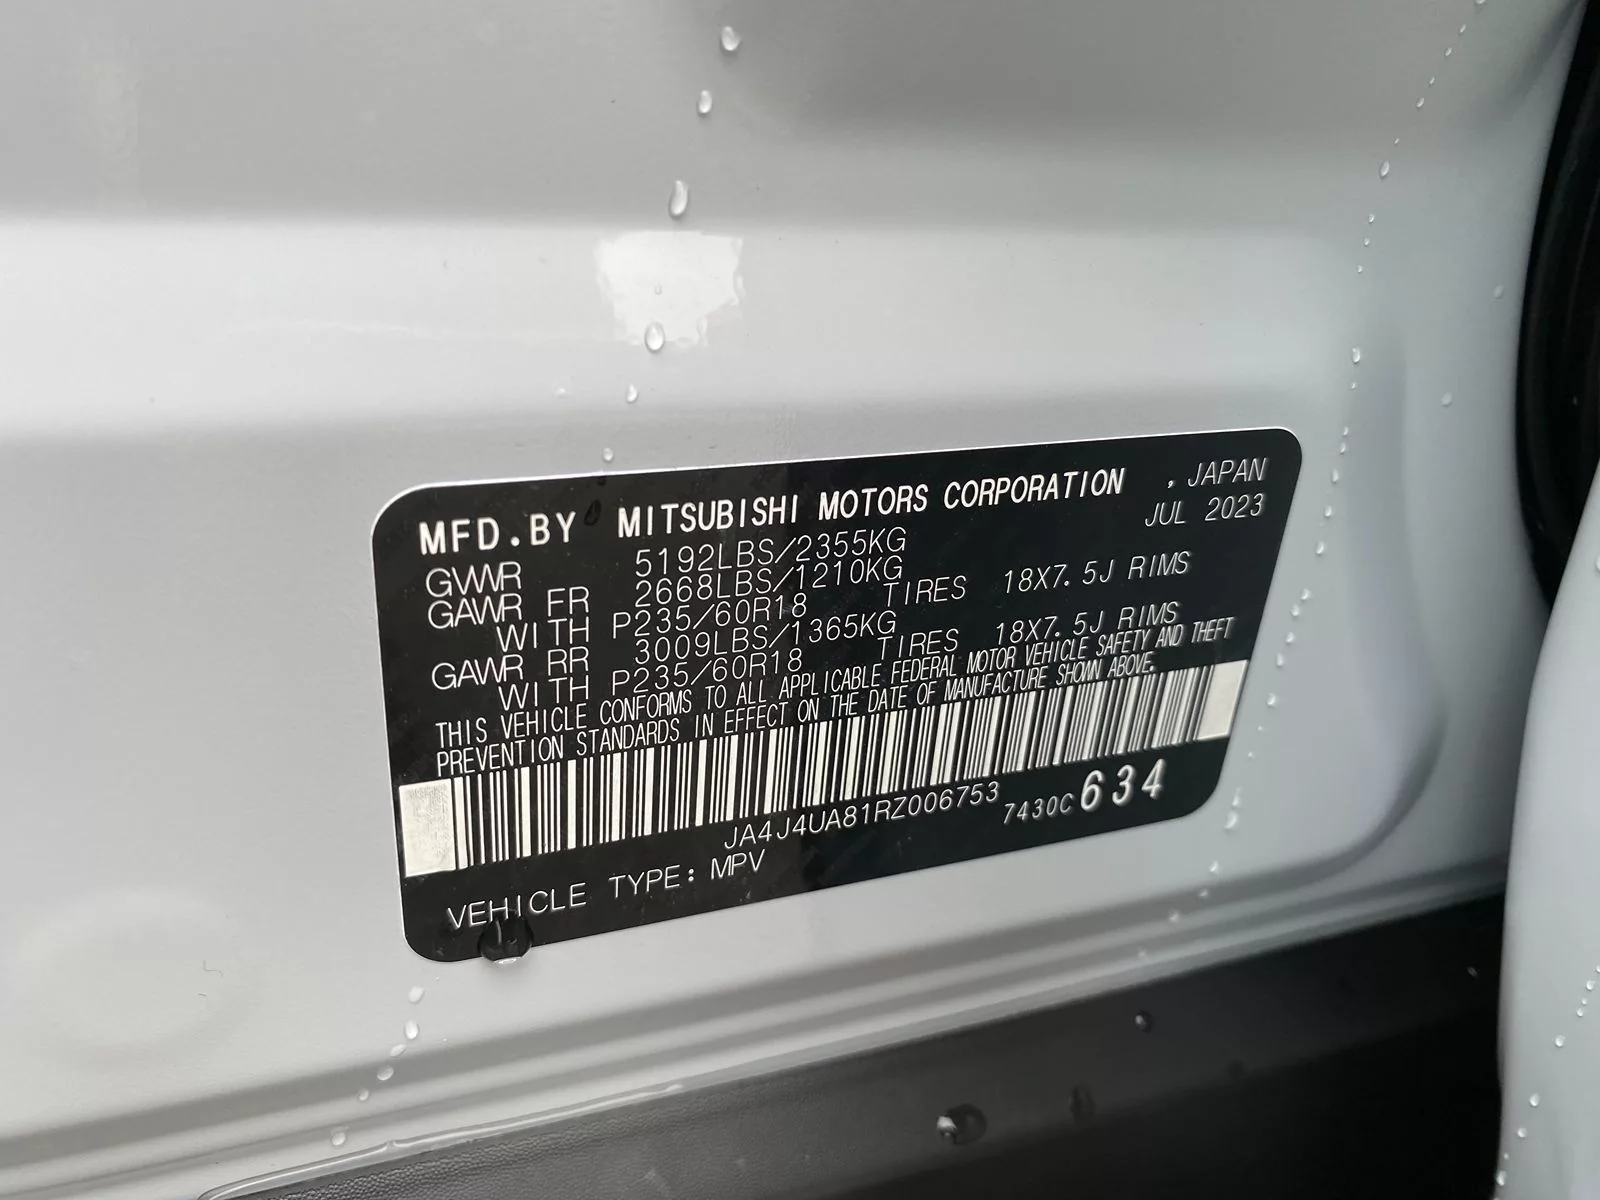 MFD.BY MITSUBISHI MOTORS CORPORATION , JAPAN
JUL 2023
GVWR 5192LBS/2355KG
GAWR FR 2668LBS/1210KG
WITH P235/60R18 TIRES 18X7.5J RIMS
GAWR RR 3009LBS/1365KG
WITH P235/60R18 TIRES 18X7.5J RIMS
THIS VEHICLE CONFORMS TO ALL APPLICABLE FEDERAL MOTOR VEHICLE SAFETY AND THEFT
PREVENTION STANDARDS IN EFFECT ON THE DATE OF MANUFACTURE SHOWN ABOVE.
JA4J4UA81RZ006753
7430C634
VEHICLE TYPE: MPV